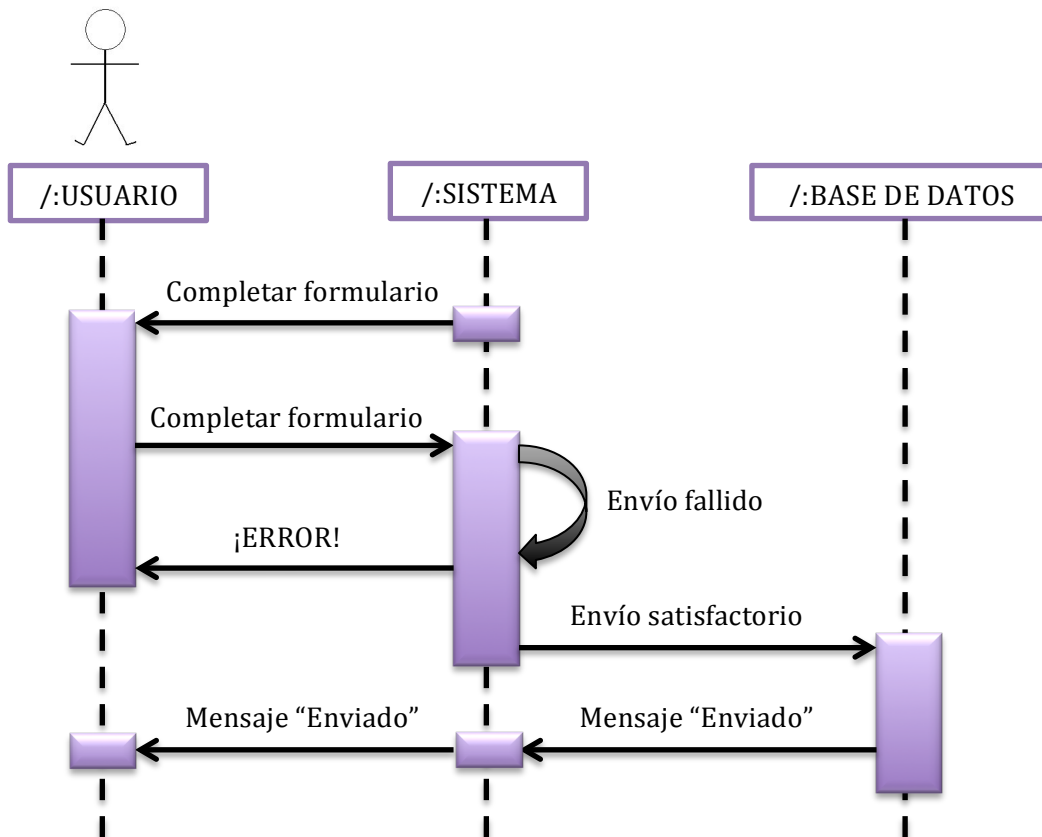 /:USUARIO
/:SISTEMA
/:BASE DE DATOS
Completar formulario
Completar formulario
Envío fallido
¡ERROR!
Envío satisfactorio
Mensaje “Enviado”
Mensaje “Enviado”